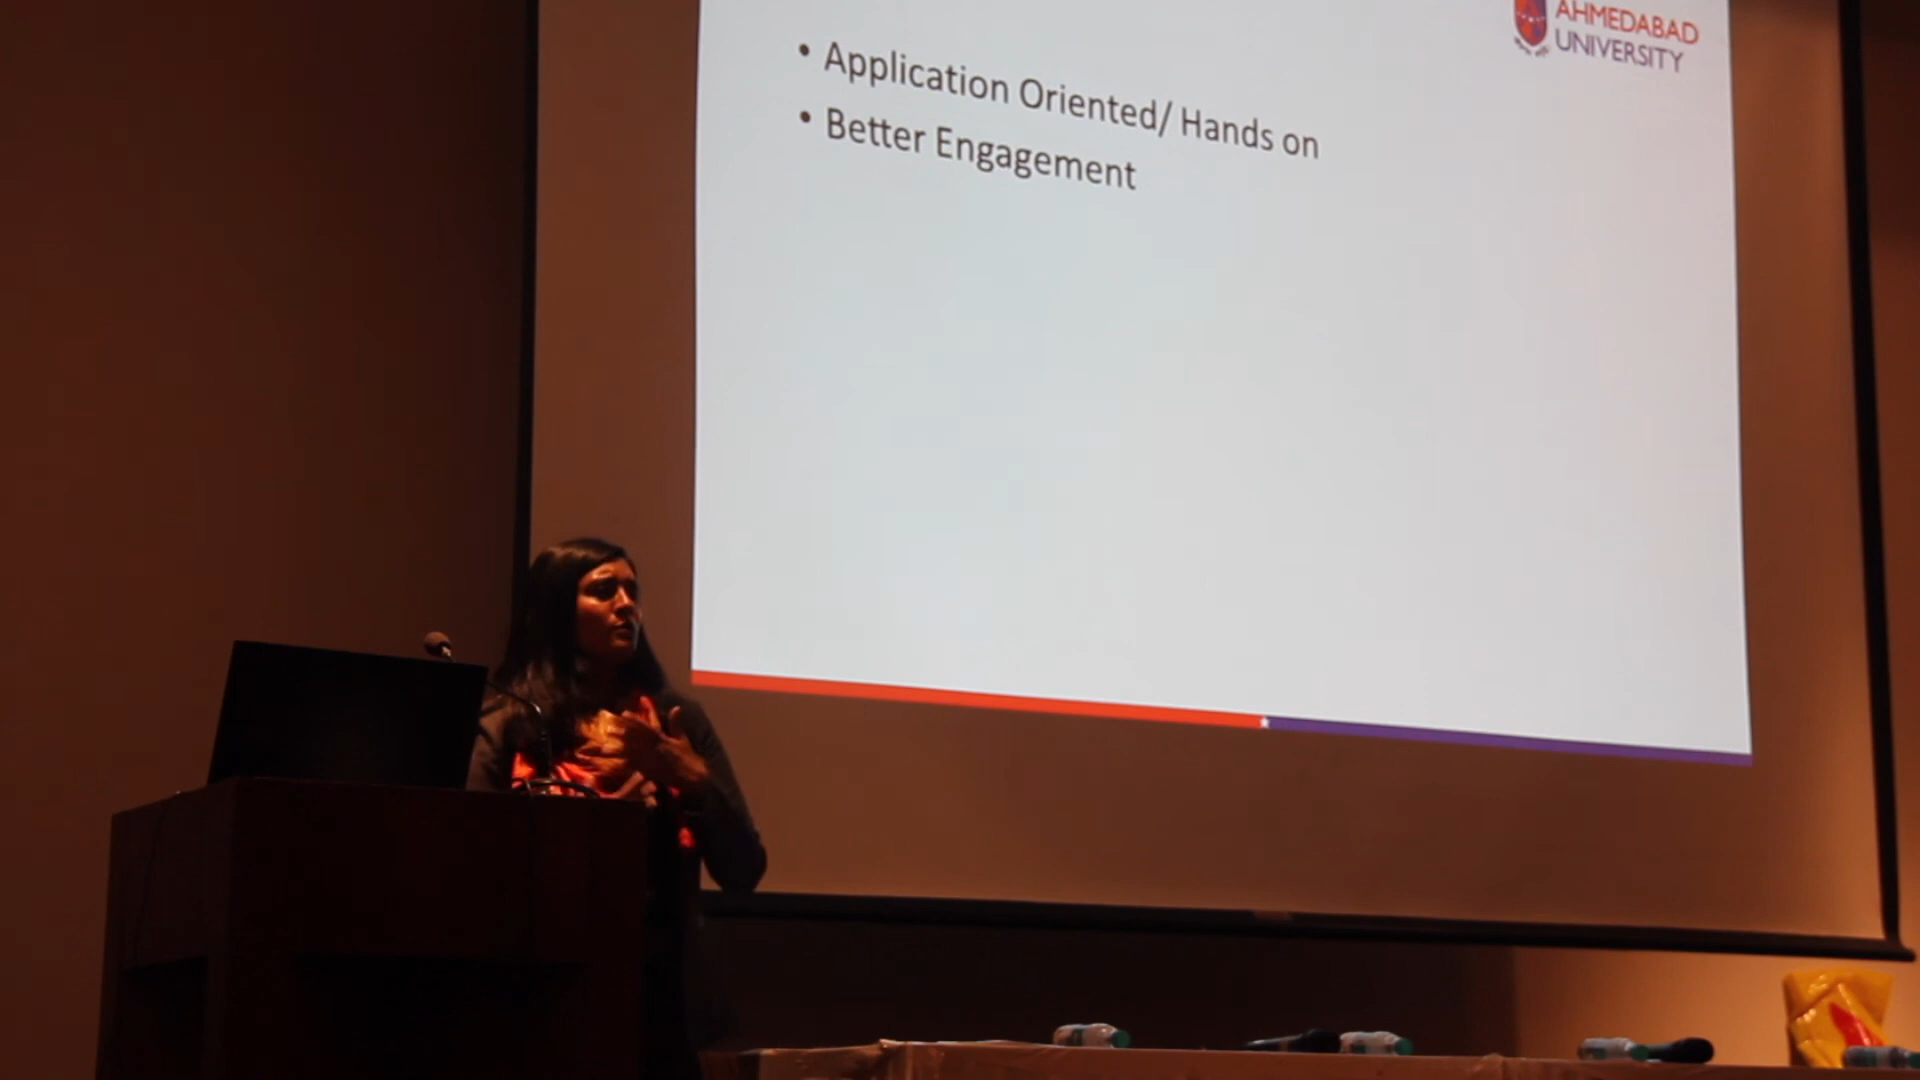 AHMEDABAD
UNIVERSITY
• Application Oriented/ Hands on
• Better Engagement